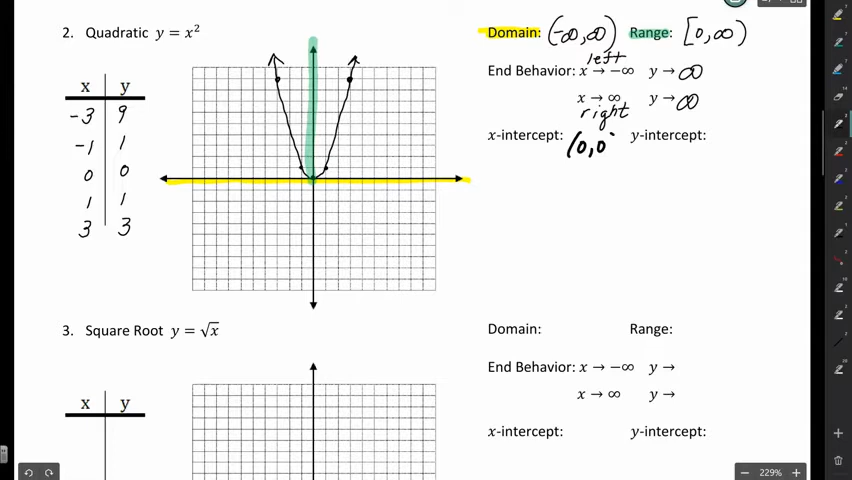 2. Quadratic y = x²
Domain: (-∞,∞) Range: [0,∞)
left
End Behavior: x → −∞ y → ∞
x → ∞ y → ∞
right
x-intercept: (0,0 y-intercept:
x y
-3 9
-1 1
0 0
1 1
3 3
3. Square Root y = √x
Domain: Range:
End Behavior: x → −∞ y →
x → ∞ y →
x-intercept: y-intercept:
x y
229%